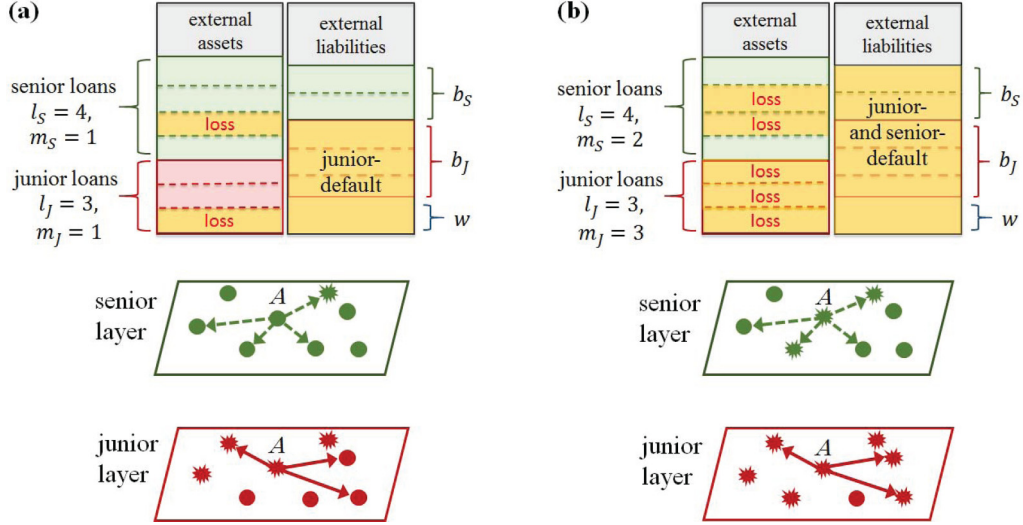 (a)
external
assets
external
liabilities
senior loans
l_S = 4,
m_S = 1
loss
b_S
junior-
default
b_J
junior loans
l_J = 3,
m_J = 1
loss
w
senior
layer
A
junior
layer
A
(b)
external
assets
external
liabilities
senior loans
l_S = 4,
m_S = 2
loss
loss
b_S
junior-
and senior-
default
b_J
junior loans
l_J = 3,
m_J = 3
loss
loss
loss
w
senior
layer
A
junior
layer
A